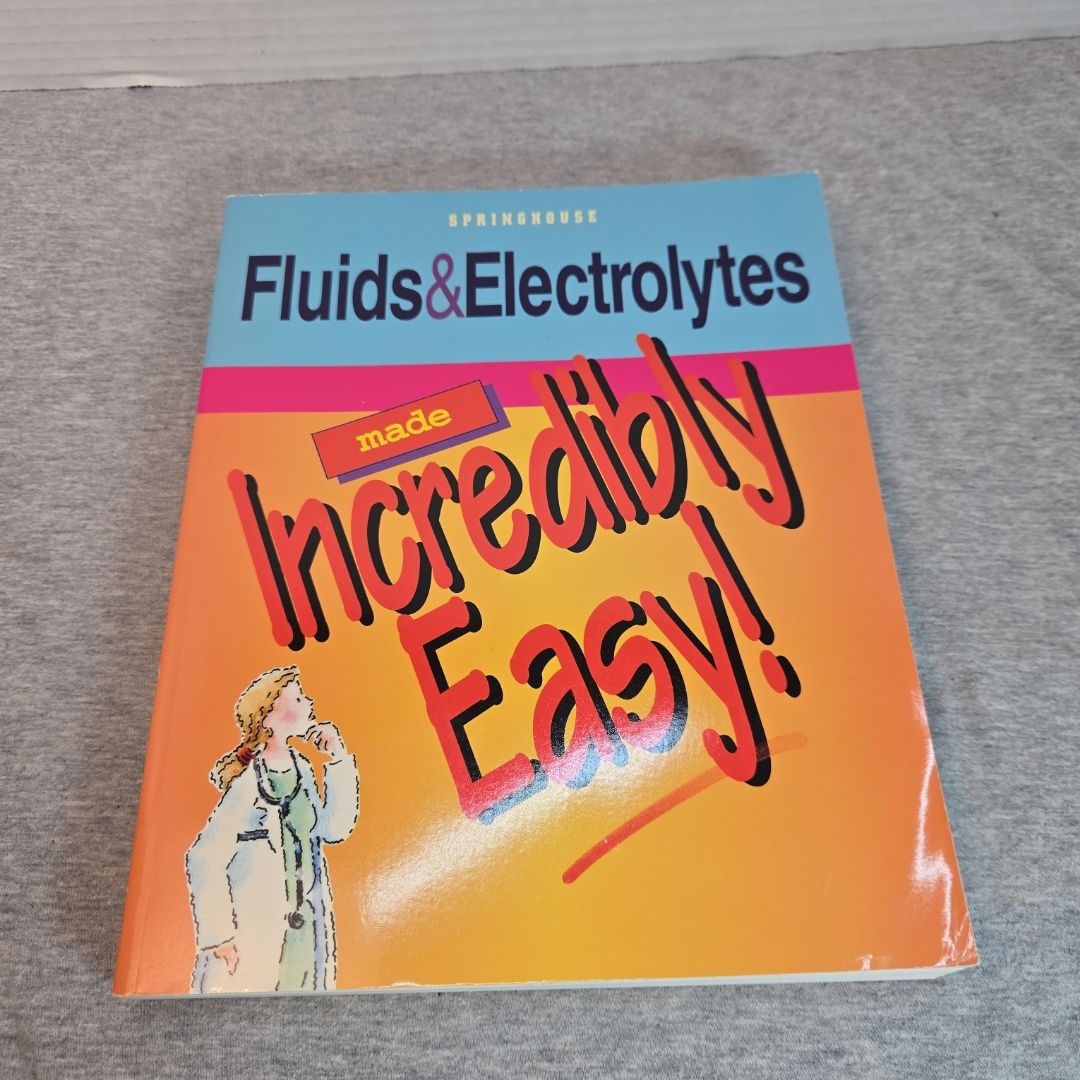 SPRINGHOUSE
Fluids&Electrolytes
made
Incredibly
Easy!